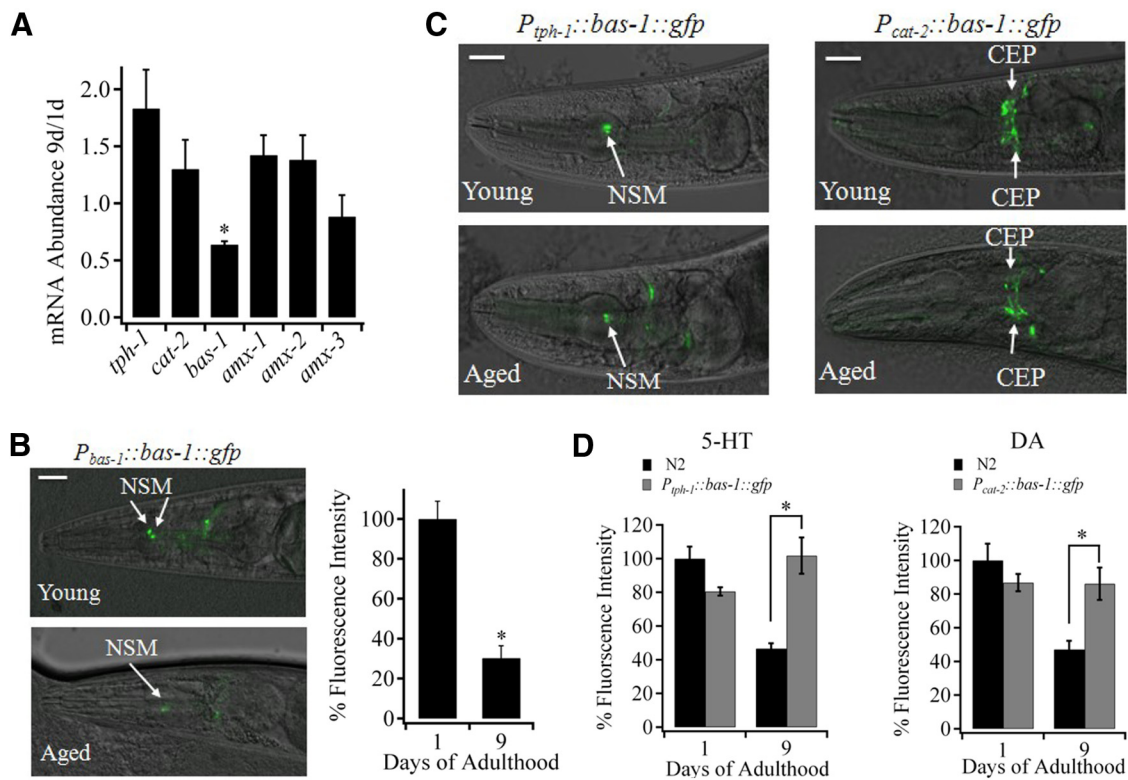 A
mRNA Abundance 9d/1d
2.0
1.5
1.0
0.5
0.0
*
tph-1
cat-2
bas-1
amx-1
amx-2
amx-3
C
Ptph-1::bas-1::gfp
NSM
Young
NSM
Aged
Pcat-2::bas-1::gfp
CEP
CEP
Young
CEP
CEP
Aged
B
Pbas-1::bas-1::gfp
NSM
Young
NSM
Aged
% Fluorescence Intensity
100
80
60
40
20
0
*
1
9
Days of Adulthood
D
5-HT
N2
Ptph-1::bas-1::gfp
% Fluorescence Intensity
120
100
80
60
40
20
0
*
1
9
Days of Adulthood
DA
N2
Pcat-2::bas-1::gfp
% Fluorescence Intensity
120
100
80
60
40
20
0
*
1
9
Days of Adulthood